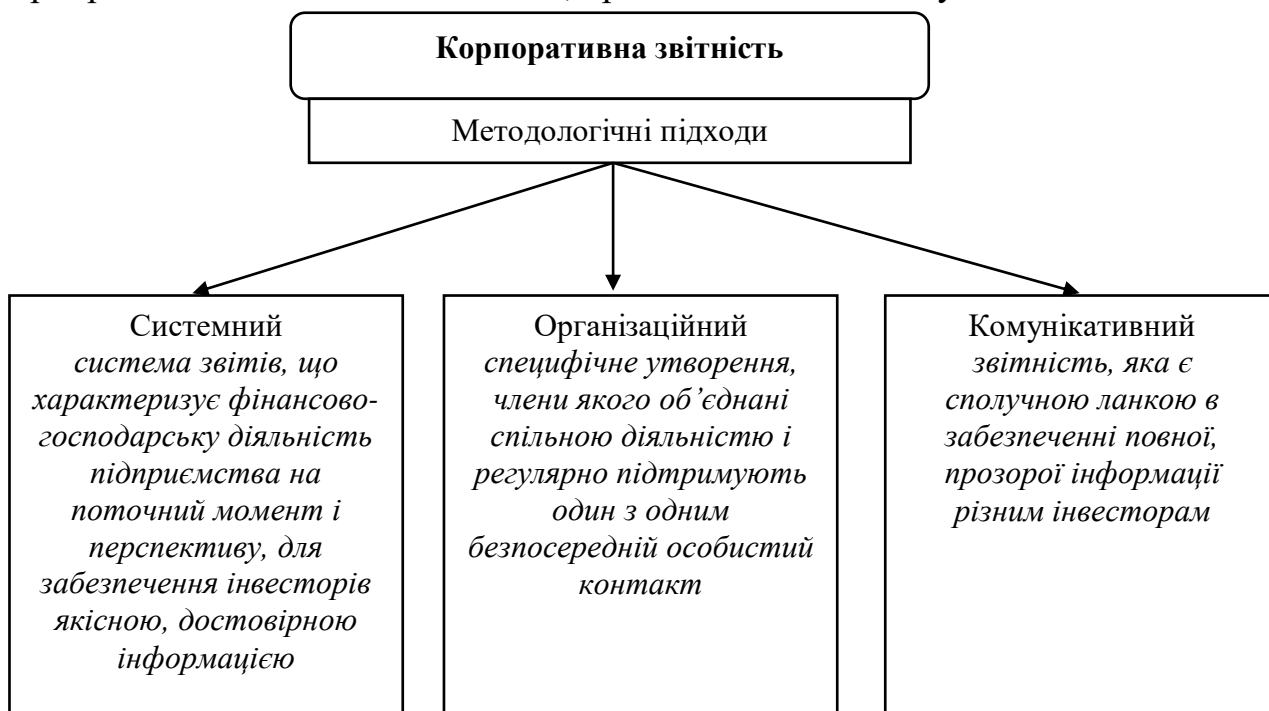 Корпоративна звітність
Методологічні підходи
Системний
система звітів, що
характеризує фінансово-
господарську діяльність
підприємства на
поточний момент і
перспективу, для
забезпечення інвесторів
якісною, достовірною
інформацією
Організаційний
специфічне утворення,
члени якого об’єднані
спільною діяльністю і
регулярно підтримують
один з одним
безпосередній особистий
контакт
Комунікативний
звітність, яка є
сполучною ланкою в
забезпеченні повної,
прозорої інформації
різним інвесторам